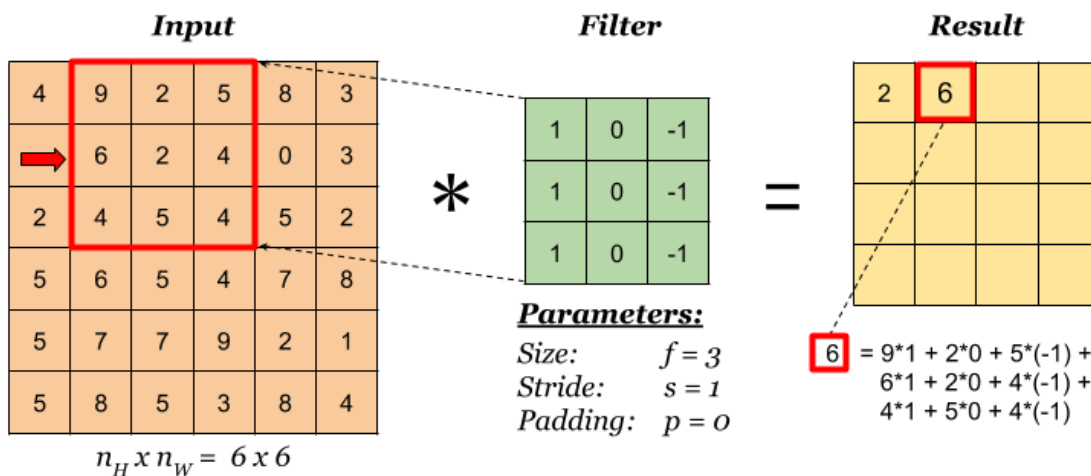 Input
4 9 2 5 8 3
6 2 4 0 3
2 4 5 4 5 2
5 6 5 4 7 8
5 7 7 9 2 1
5 8 5 3 8 4
n_H x n_W = 6 x 6
*
Filter
1 0 -1
1 0 -1
1 0 -1
Parameters:
Size: f = 3
Stride: s = 1
Padding: p = 0
=
Result
2 6
6 = 9*1 + 2*0 + 5*(-1) +
6*1 + 2*0 + 4*(-1) +
4*1 + 5*0 + 4*(-1)